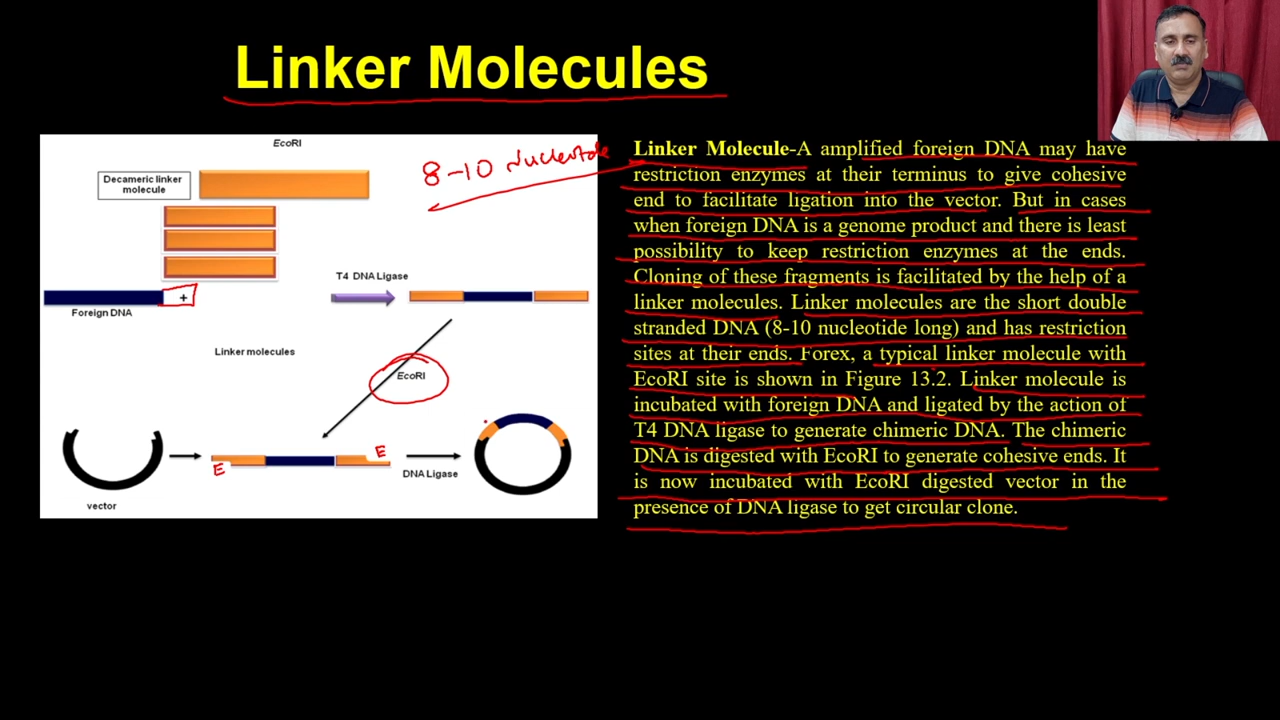 Linker Molecules
EcoRI
8-10 Nucleotide
Decameric linker
molecule
T4 DNA Ligase
+
Foreign DNA
Linker molecules
EcoRI
E
E
DNA Ligase
vector
Linker Molecule-A amplified foreign DNA may have
restriction enzymes at their terminus to give cohesive
end to facilitate ligation into the vector. But in cases
when foreign DNA is a genome product and there is least
possibility to keep restriction enzymes at the ends.
Cloning of these fragments is facilitated by the help of a
linker molecules. Linker molecules are the short double
stranded DNA (8-10 nucleotide long) and has restriction
sites at their ends. Forex, a typical linker molecule with
EcoRI site is shown in Figure 13.2. Linker molecule is
incubated with foreign DNA and ligated by the action of
T4 DNA ligase to generate chimeric DNA. The chimeric
DNA is digested with EcoRI to generate cohesive ends. It
is now incubated with EcoRI digested vector in the
presence of DNA ligase to get circular clone.